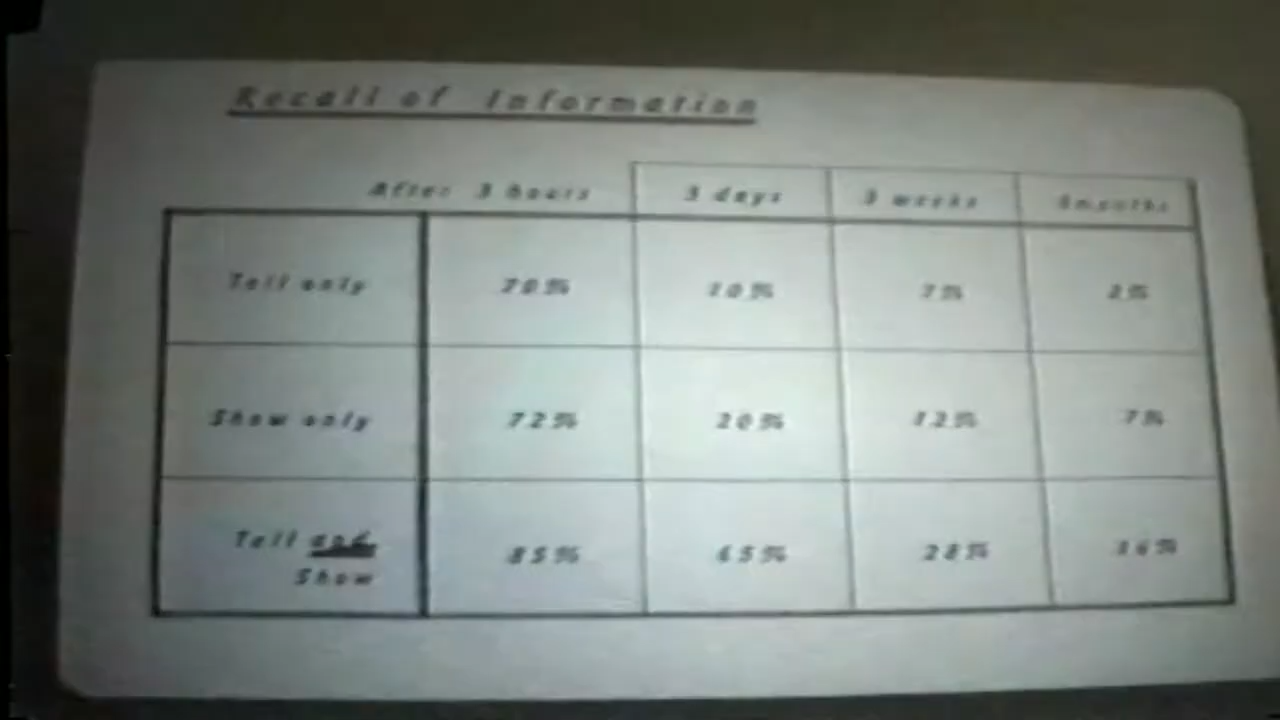 Recall of Information
After 3 hours 3 days 3 weeks
Tell only 70% 10% 7% 2%
Show only 72% 20% 12% 7%
Tell and 85% 65% 28%
Show